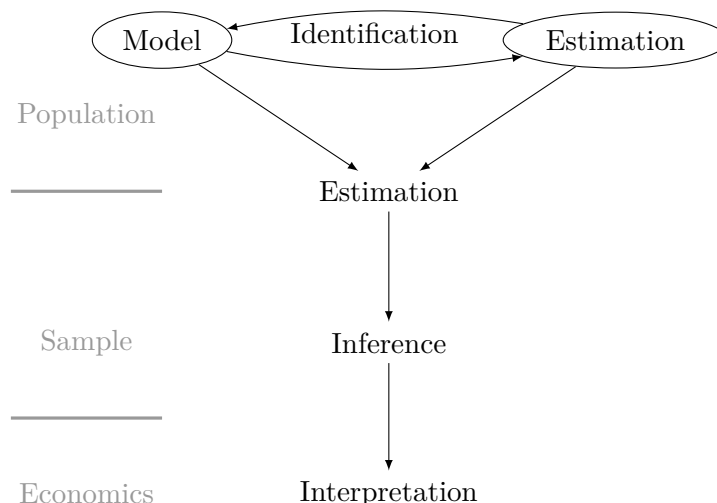 Model Identification Estimation
Population
Estimation
Sample Inference
Economics Interpretation